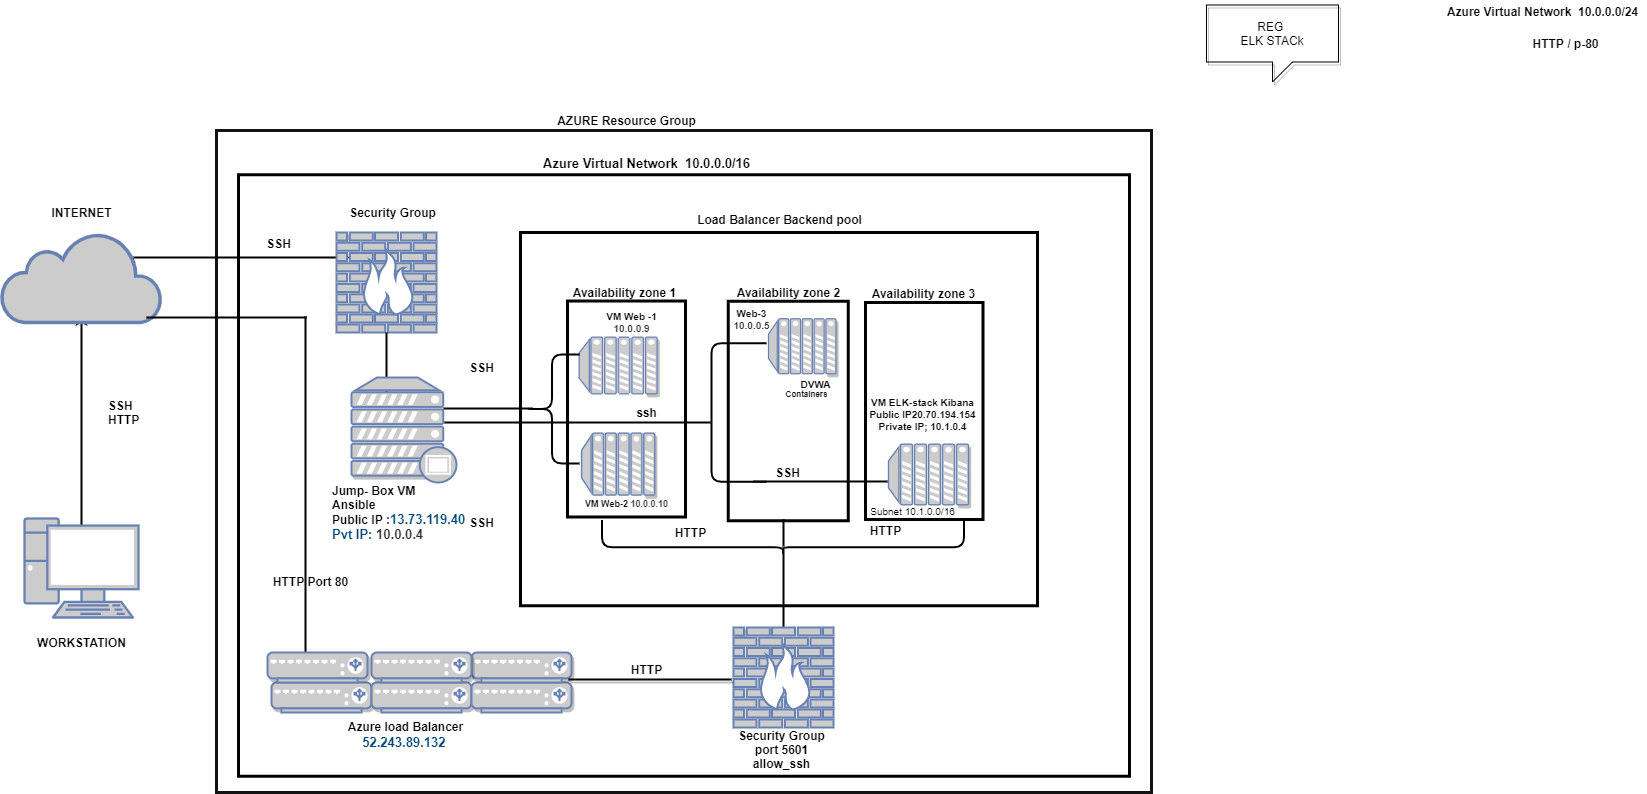 REG
ELK STACk
Azure Virtual Network  10.0.0.0/24
HTTP / p-80
AZURE Resource Group
Azure Virtual Network  10.0.0.0/16
INTERNET
Security Group
Load Balancer Backend pool
SSH
Availability zone 1
Availability zone 2
Availability zone 3
VM Web -1
10.0.0.9
Web-3
10.0.0.5
DVWA
Containers
SSH
ssh
SSH
HTTP
VM ELK-stack Kibana
Public IP20.70.194.154
Private IP; 10.1.0.4
SSH
VM Web-2 10.0.0.10
Subnet 10.1.0.0/16
Jump- Box VM
Ansible
Public IP :13.73.119.40
Pvt IP: 10.0.0.4
SSH
HTTP
HTTP
HTTP Port 80
WORKSTATION
HTTP
Azure load Balancer
52.243.89.132
Security Group
port 5601
allow_ssh